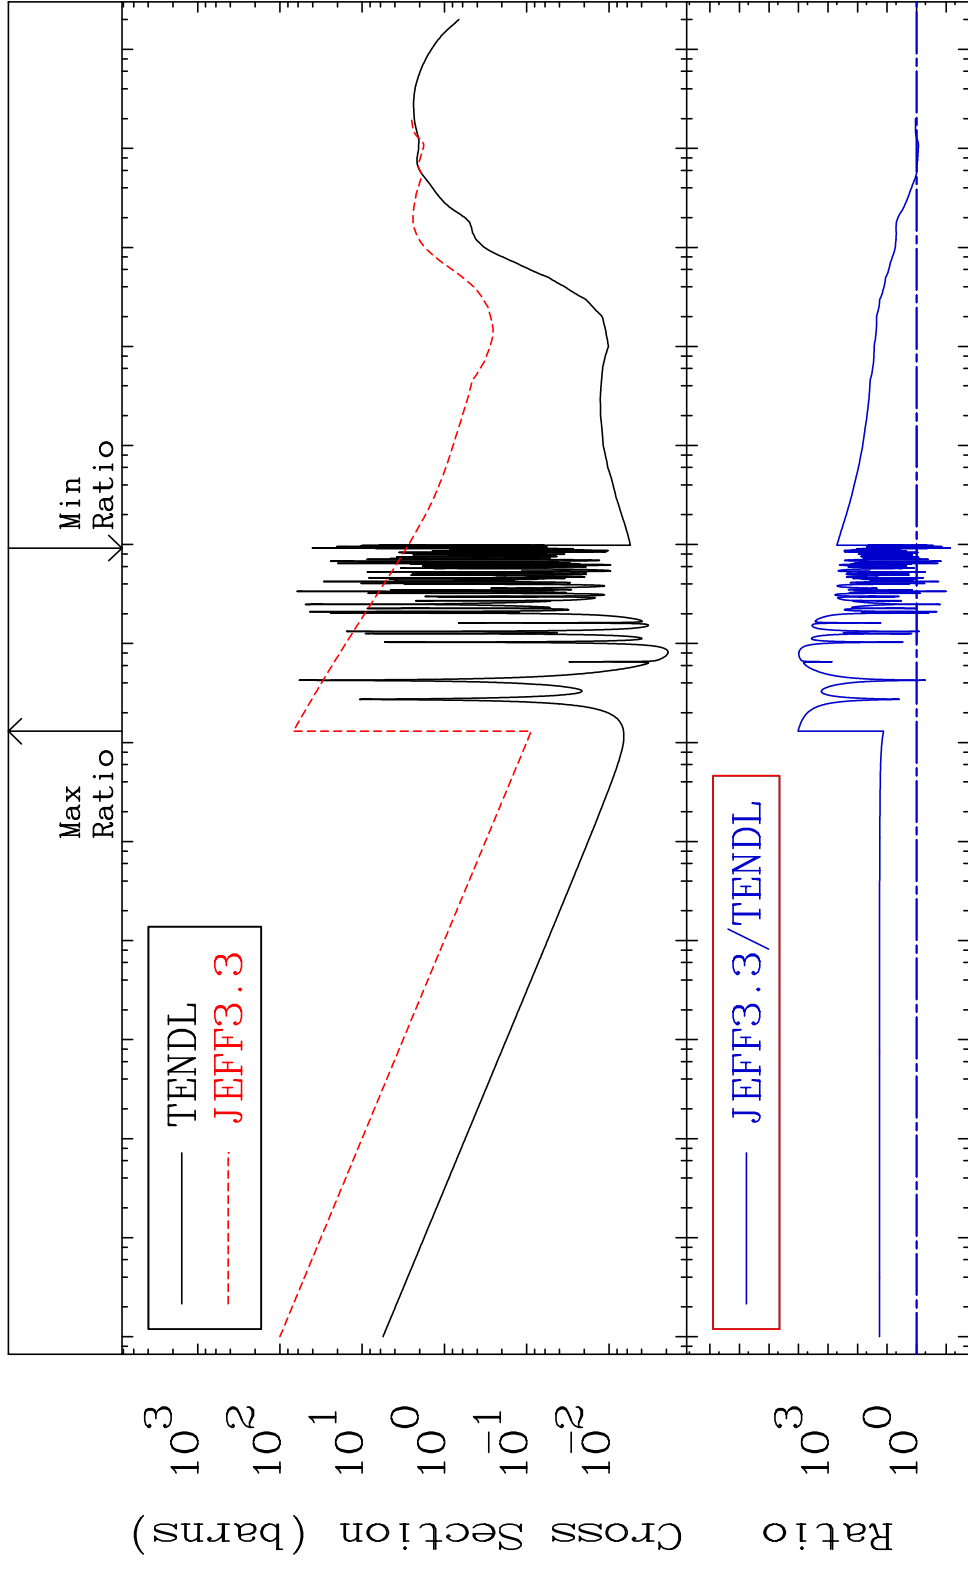 Max
Ratio
Min
Ratio
TENDL
JEFF3.3
10^3
10^2
10^1
10^0
10^-1
10^-2
Cross Section (barns)
JEFF3.3/TENDL
10^3
10^0
Ratio